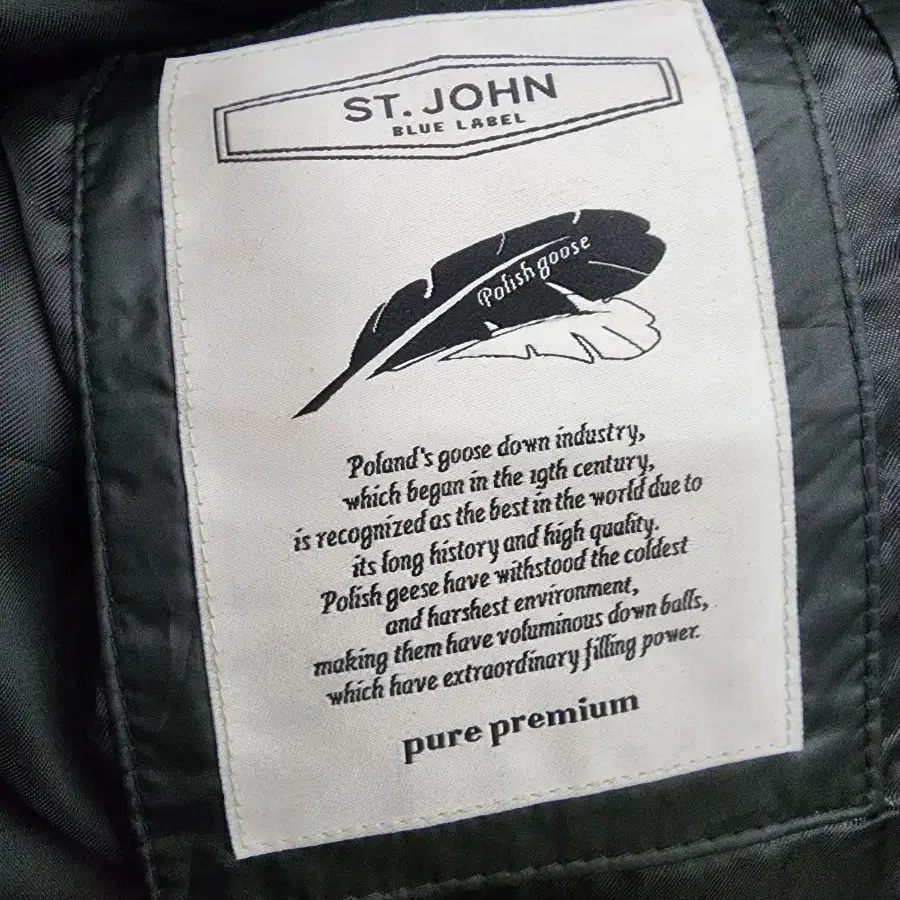 ST. JOHN
BLUE LABEL
Polish goose
Poland's goose down industry,
which began in the 19th century,
is recognized as the best in the world due to
its long history and high quality.
Polish geese have withstood the coldest
and harshest environment,
making them have voluminous down balls,
which have extraordinary filling power.
pure premium